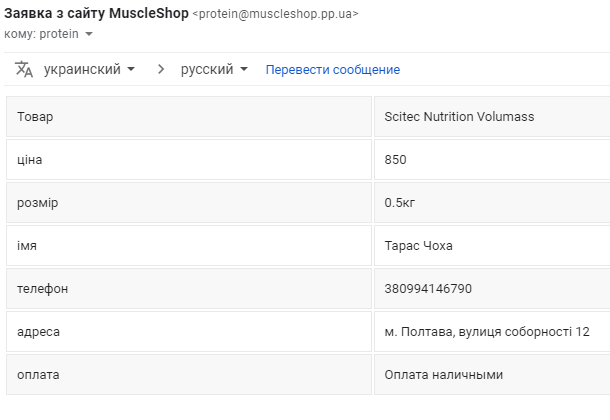 Заявка з сайту MuscleShop <protein@muscleshop.pp.ua>
кому: protein
украинский > русский Перевести сообщение
Товар Scitec Nutrition Volumass
ціна 850
розмір 0.5кг
імя Тарас Чоха
телефон 380994146790
адреса м. Полтава, вулиця соборності 12
оплата Оплата наличными